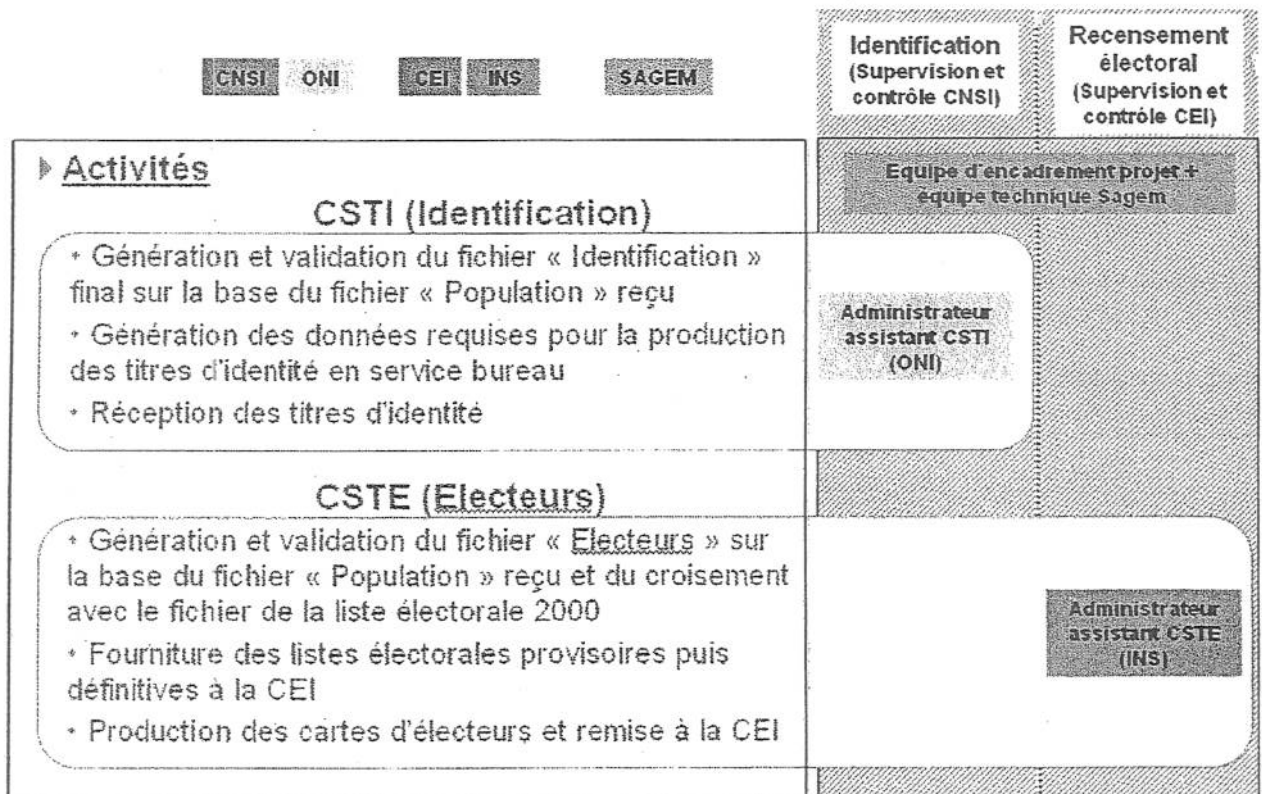 CNSI ONI CEI INS SAGEM
Identification
(Supervision et
contrôle CNSI)
Recensement
électoral
(Supervision et
contrôle CEI)
Activités
Equipe d'encadrement projet +
équipe technique Sagem
CSTI (Identification)
• Génération et validation du fichier « Identification »
final sur la base du fichier « Population » reçu
• Génération des données requises pour la production
des titres d'identité en service bureau
• Réception des titres d'identité
Administrateur
assistant CSTI
(ONI)
CSTE (Electeurs)
• Génération et validation du fichier « Electeurs » sur
la base du fichier « Population » reçu et du croisement
avec le fichier de la liste électorale 2000
• Fourniture des listes électorales provisoires puis
définitives à la CEI
• Production des cartes d'électeurs et remise à la CEI
Administrateur
assistant CSTE
(INS)